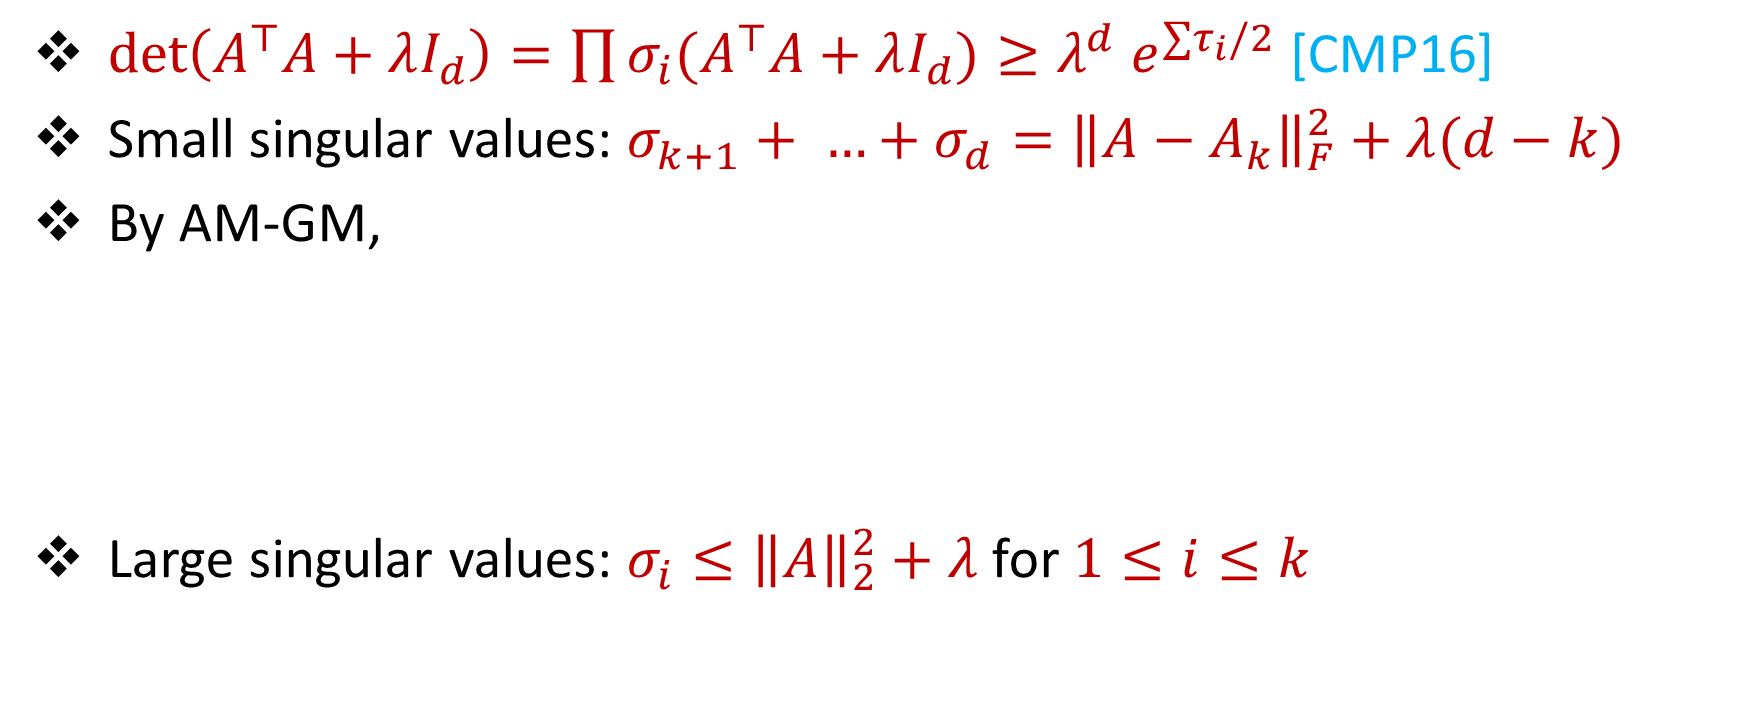 ❖ det(A⊤A + λI_d) = ∏ σ_i(A⊤A + λI_d) ≥ λ^d e^{∑τ_i/2} [CMP16]
❖ Small singular values: σ_{k+1} + … + σ_d = ‖A − A_k‖_F^2 + λ(d − k)
❖ By AM-GM,
❖ Large singular values: σ_i ≤ ‖A‖_2^2 + λ for 1 ≤ i ≤ k